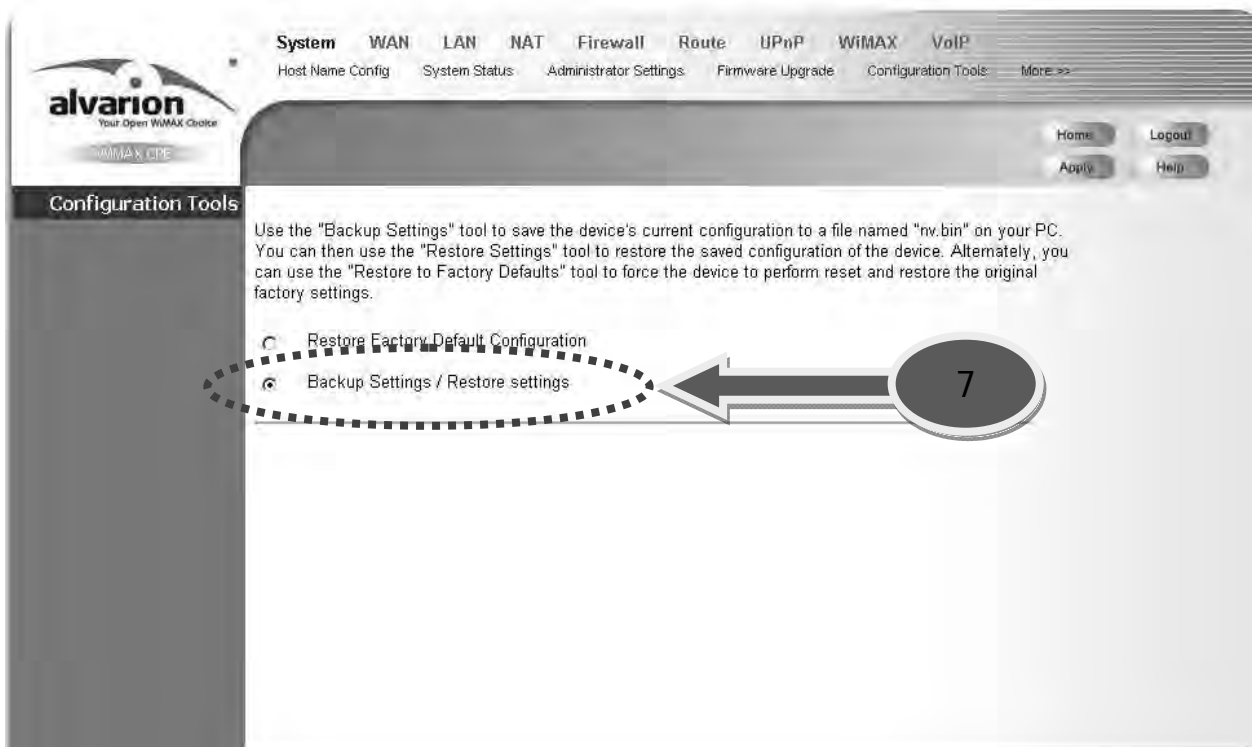 System WAN LAN NAT Firewall Route UPnP WiMAX VoIP
Host Name Config System Status Administrator Settings Firmware Upgrade Configuration Tools More >>
alvarion
Your Open WiMAX Choice
WiMAX CPE
Home Logout
Apply Help
Configuration Tools
Use the "Backup Settings" tool to save the device's current configuration to a file named "nv.bin" on your PC.
You can then use the "Restore Settings" tool to restore the saved configuration of the device. Alternately, you
can use the "Restore to Factory Defaults" tool to force the device to perform reset and restore the original
factory settings.
Restore Factory Default Configuration
Backup Settings / Restore settings
7